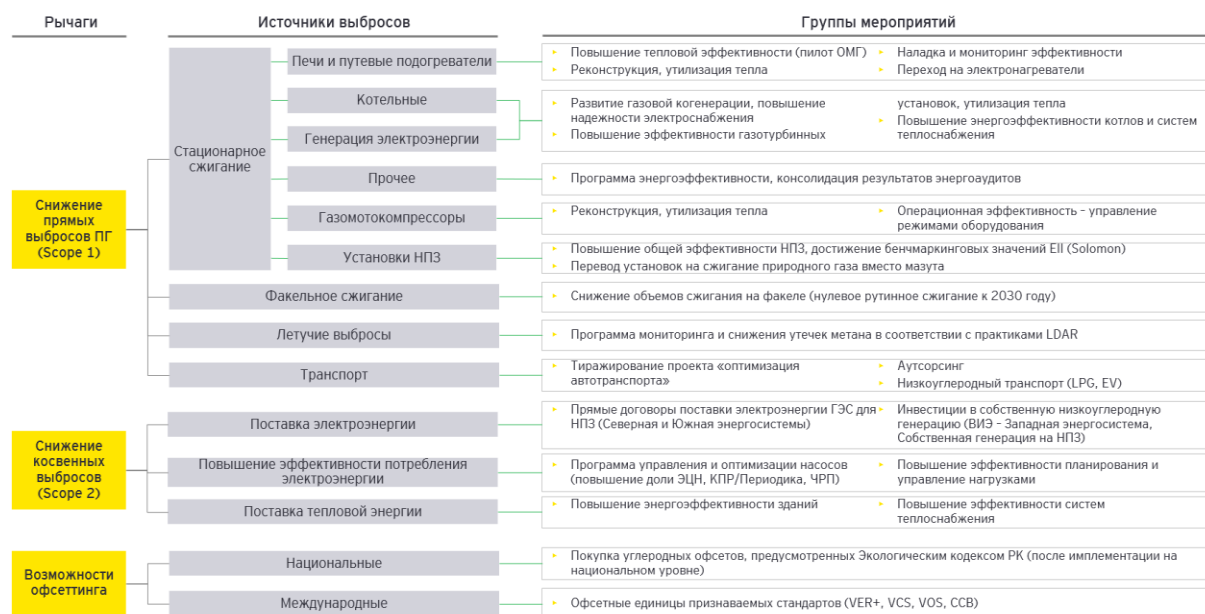 Рычаги
Источники выбросов
Группы мероприятий
Снижение
прямых
выбросов ПГ
(Scope 1)
Стационарное
сжигание
Печи и путевые подогреватели
Повышение тепловой эффективности (пилот ОМГ)
Реконструкция, утилизация тепла
Наладка и мониторинг эффективности
Переход на электронагреватели
Котельные
Генерация электроэнергии
Развитие газовой когенерации, повышение
надежности электроснабжения
Повышение эффективности газотурбинных
установок, утилизация тепла
Повышение энергоэффективности котлов и систем
теплоснабжения
Прочее
Программа энергоэффективности, консолидация результатов энергоаудитов
Газомотокомпрессоры
Реконструкция, утилизация тепла
Операционная эффективность – управление
режимами оборудования
Установки НПЗ
Повышение общей эффективности НПЗ, достижение бенчмаркинговых значений EII (Solomon)
Перевод установок на сжигание природного газа вместо мазута
Факельное сжигание
Снижение объемов сжигания на факеле (нулевое рутинное сжигание к 2030 году)
Летучие выбросы
Программа мониторинга и снижения утечек метана в соответствии с практиками LDAR
Транспорт
Тиражирование проекта «оптимизация
автотранспорта»
Аутсорсинг
Низкоуглеродный транспорт (LPG, EV)
Снижение
косвенных
выбросов
(Scope 2)
Поставка электроэнергии
Прямые договоры поставки электроэнергии ГЭС для
НПЗ (Северная и Южная энергосистемы)
Инвестиции в собственную низкоуглеродную
генерацию (ВИЭ – Западная энергосистема,
Собственная генерация на НПЗ)
Повышение эффективности потребления
электроэнергии
Программа управления и оптимизации насосов
(повышение доли ЭЦН, КПР/Периодика, ЧРП)
Повышение эффективности планирования и
управление нагрузками
Поставка тепловой энергии
Повышение энергоэффективности зданий
Повышение эффективности систем
теплоснабжения
Возможности
офсеттинга
Национальные
Покупка углеродных офсетов, предусмотренных Экологическим кодексом РК (после имплементации на
национальном уровне)
Международные
Офсетные единицы признаваемых стандартов (VER+, VCS, VOS, CCB)